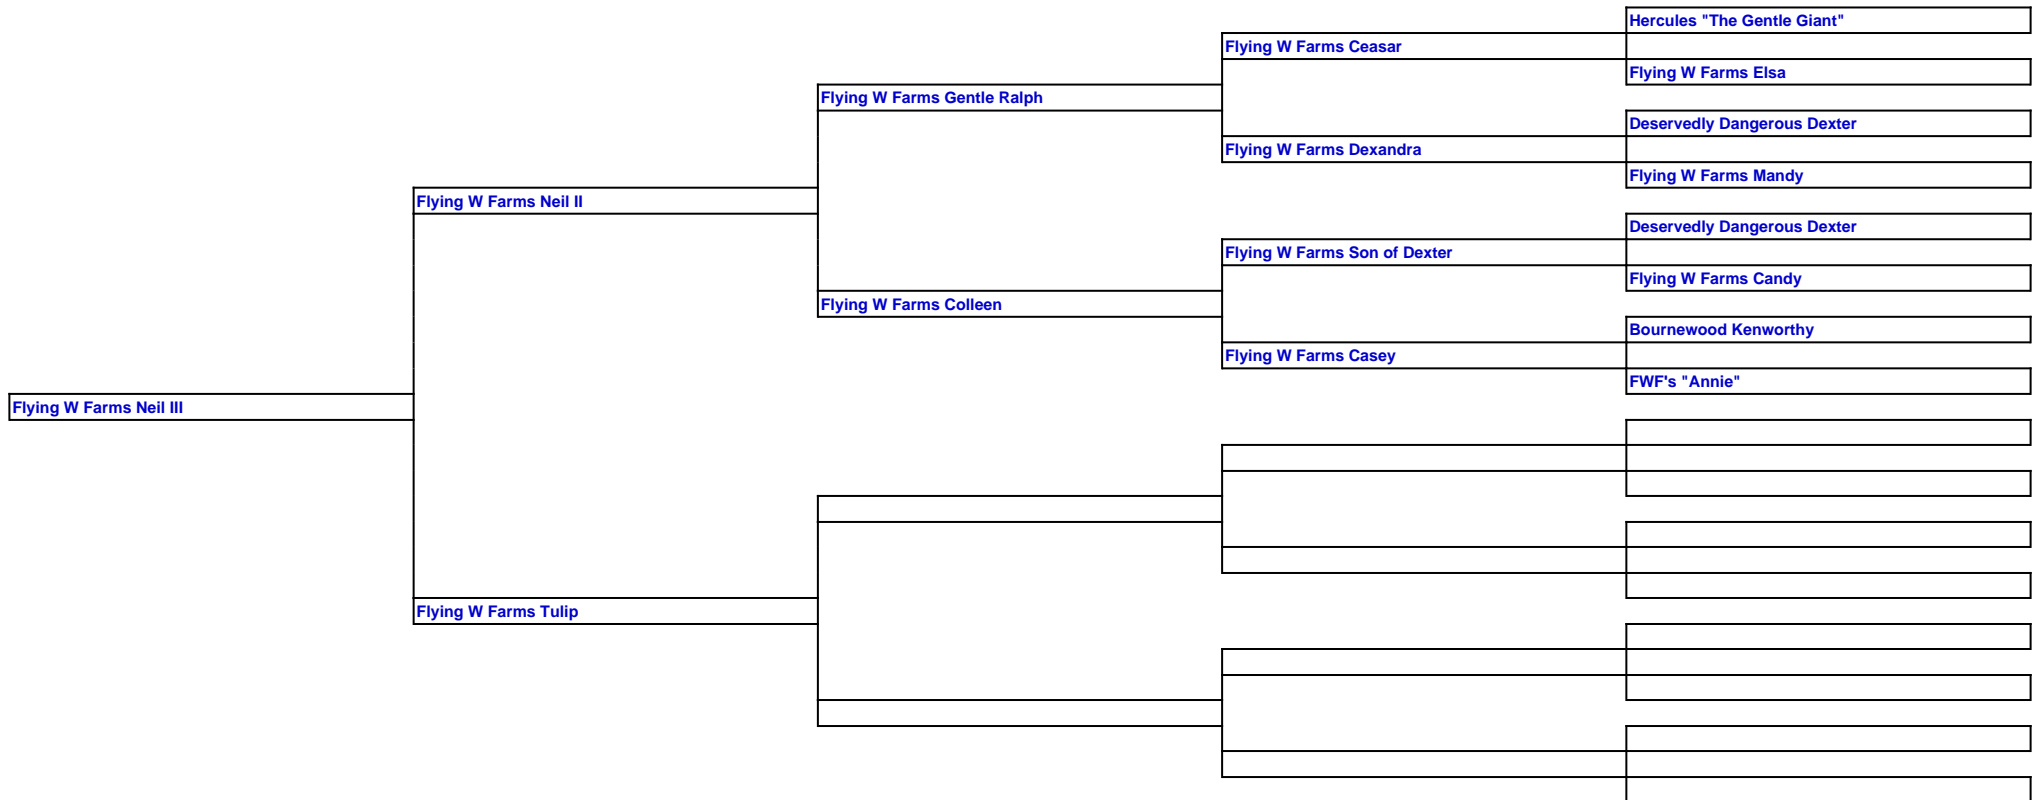 Hercules "The Gentle Giant"
Flying W Farms Ceasar
Flying W Farms Elsa
Flying W Farms Gentle Ralph
Deservedly Dangerous Dexter
Flying W Farms Dexandra
Flying W Farms Mandy
Flying W Farms Neil II
Deservedly Dangerous Dexter
Flying W Farms Son of Dexter
Flying W Farms Candy
Flying W Farms Colleen
Bournewood Kenworthy
Flying W Farms Casey
FWF's "Annie"
Flying W Farms Neil III
Flying W Farms Tulip